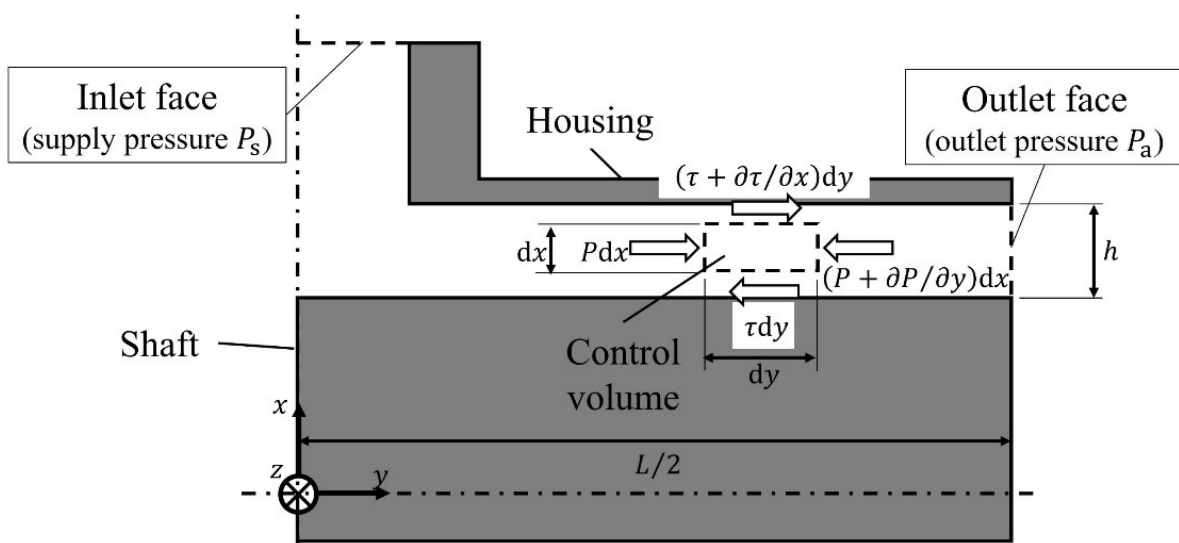 Inlet face
(supply pressure Pₛ)
Housing
Outlet face
(outlet pressure Pₐ)
(τ + ∂τ/∂x)dy
dx
Pdx
h
(P + ∂P/∂y)dx
τdy
Shaft
Control
volume
dy
x
L/2
z
y